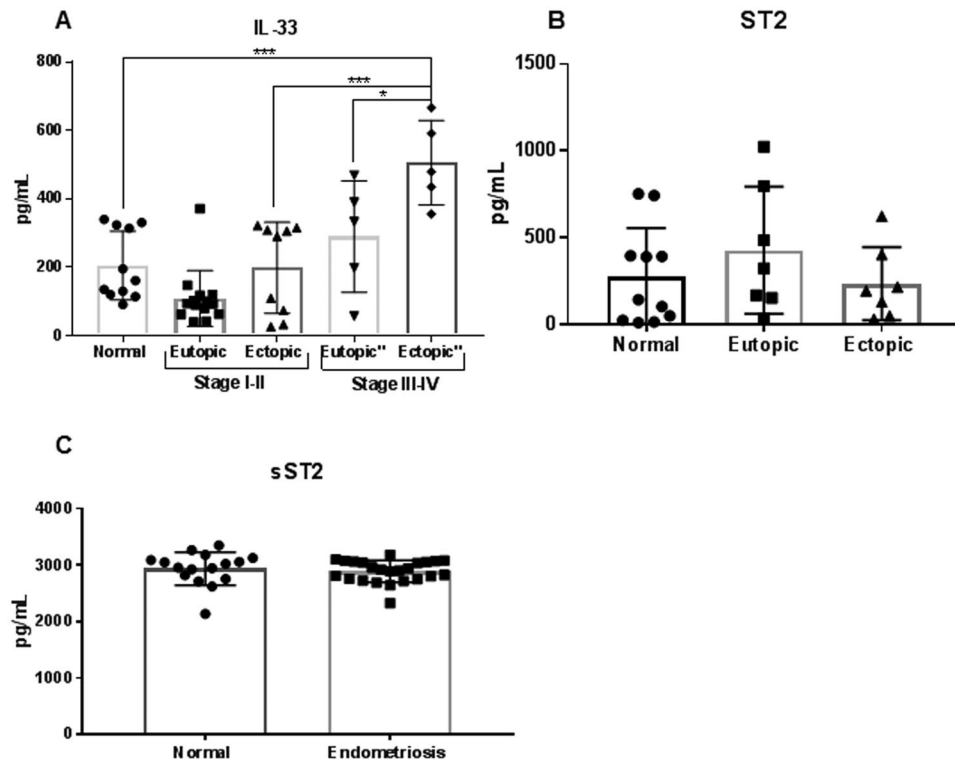 A
IL-33
***
***
*
800
600
400
200
0
pg/mL
Normal
Eutopic
Ectopic
Eutopic"
Ectopic"
Stage I-II
Stage III-IV
B
ST2
1500
1000
500
0
pg/mL
Normal
Eutopic
Ectopic
C
sST2
4000
3000
2000
1000
0
pg/mL
Normal
Endometriosis